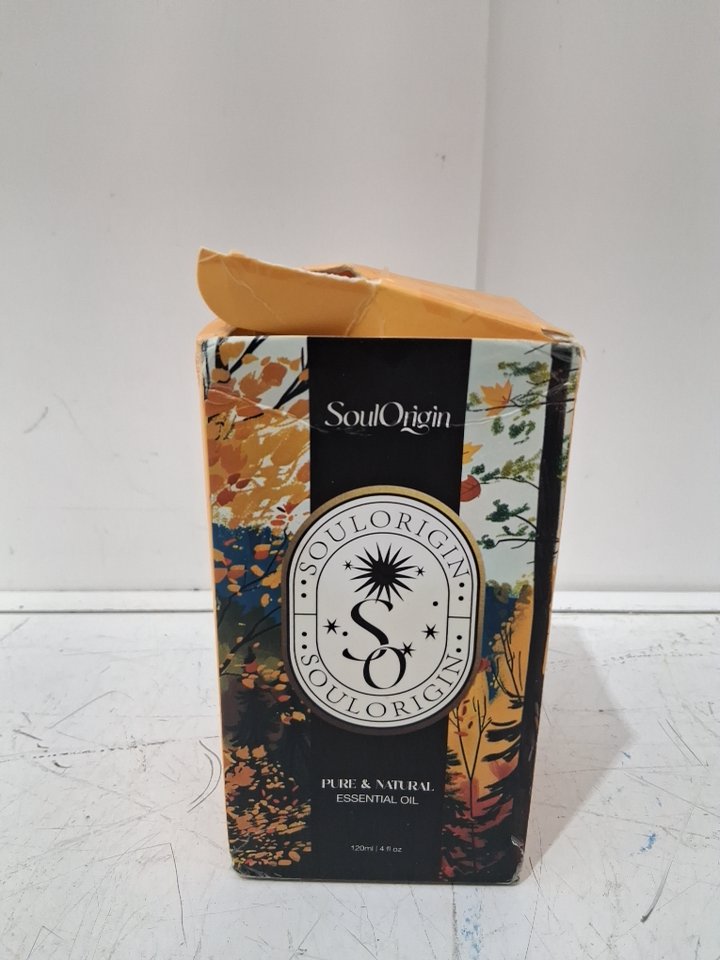 SoulOrigin
SOULORIGIN
SO
SOULORIGIN
PURE & NATURAL
ESSENTIAL OIL
120ml | 4 fl oz